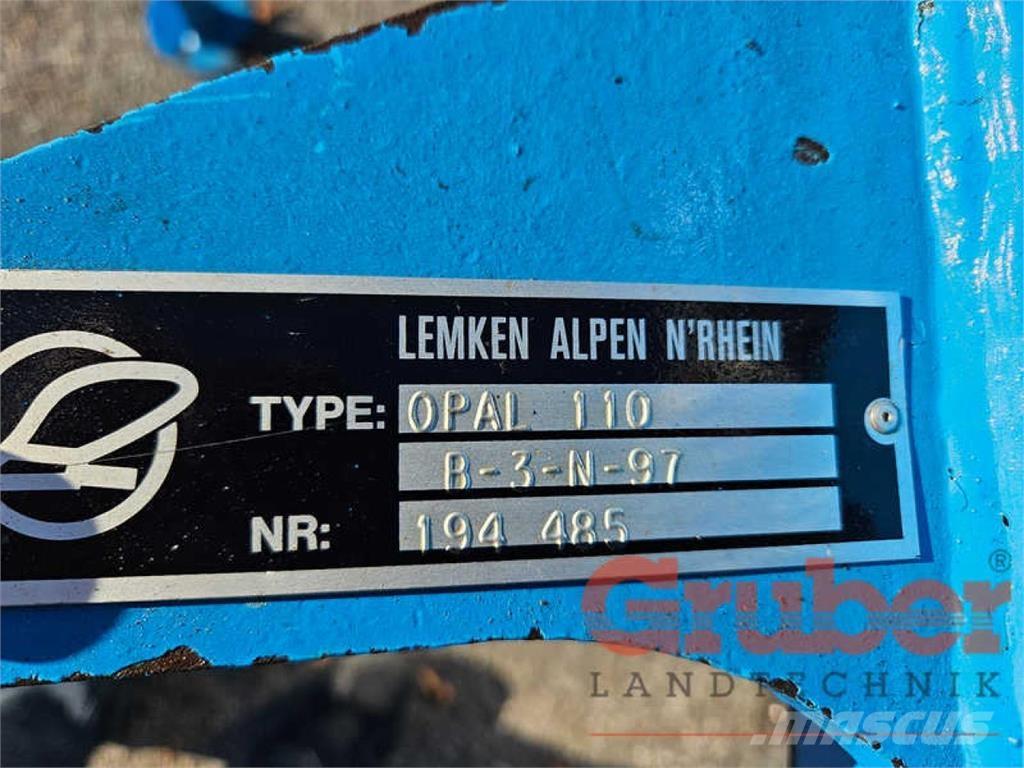 LEMKEN ALPEN N'RHEIN
TYPE: OPAL 110
B-3-N-97
NR: 194 485
Gruber®
LANDTECHNIK
mascus